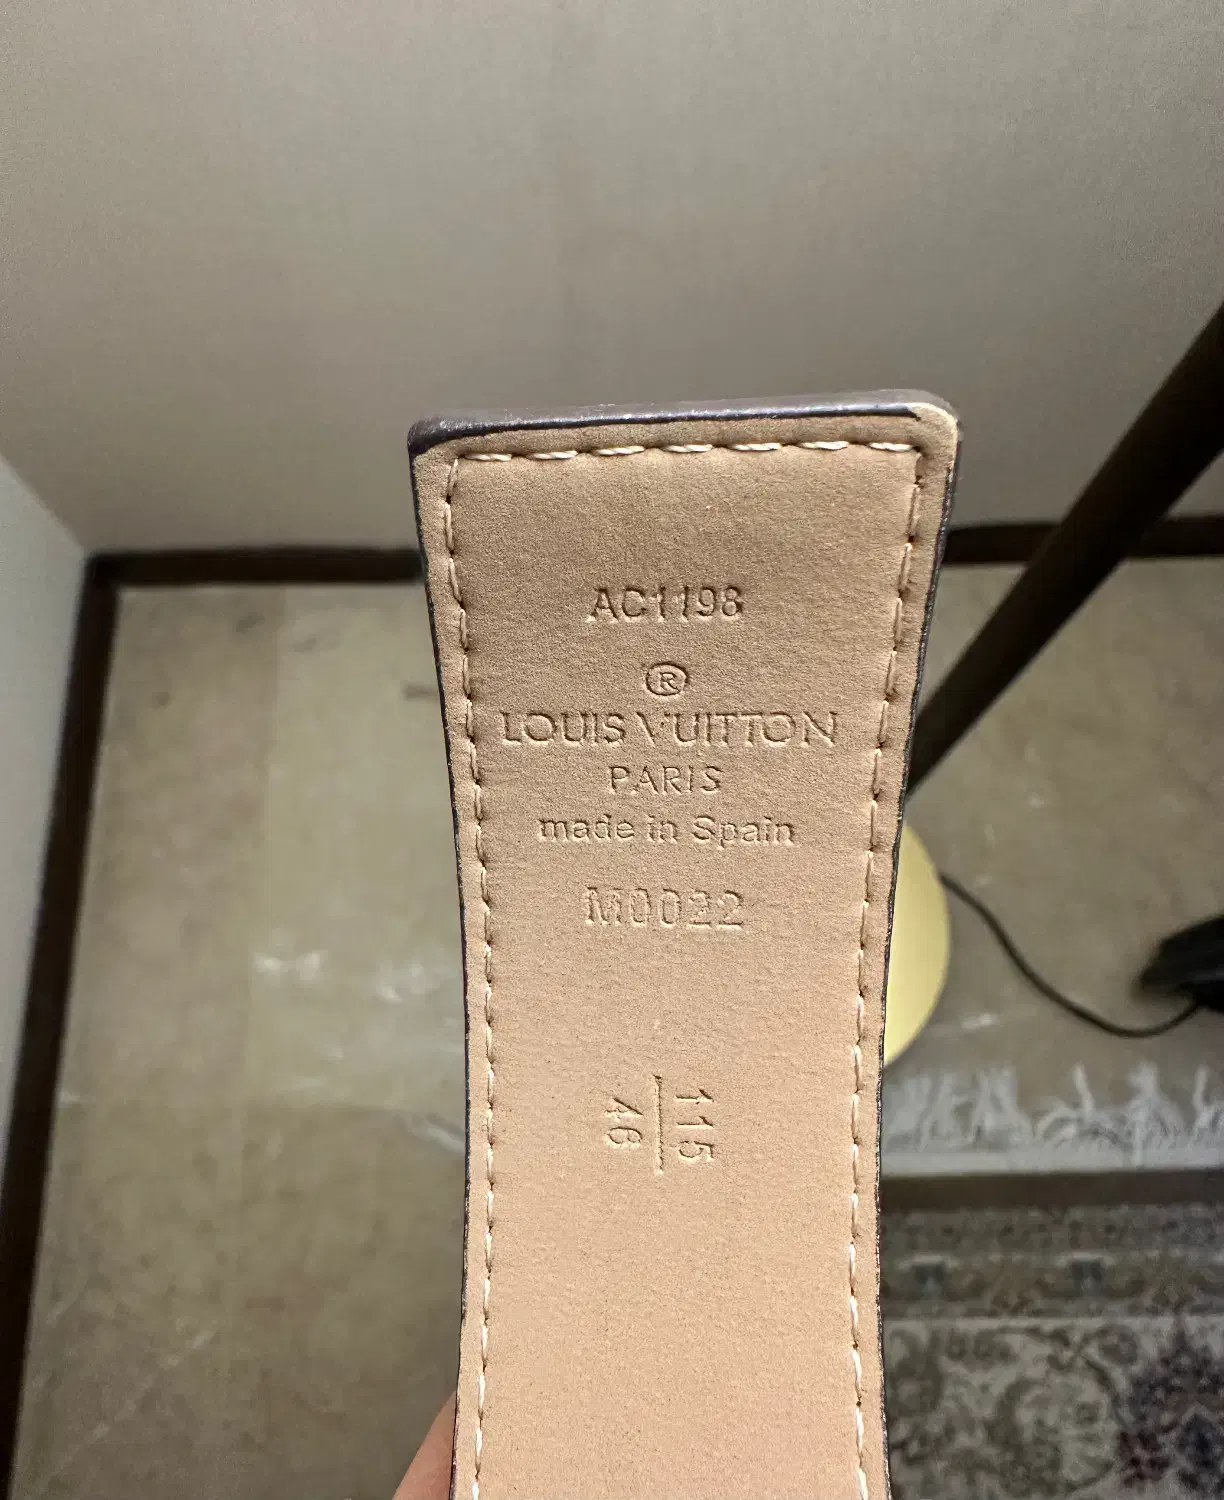 AC1198
®
LOUIS VUITTON
PARIS
made in Spain
M0022
115
46